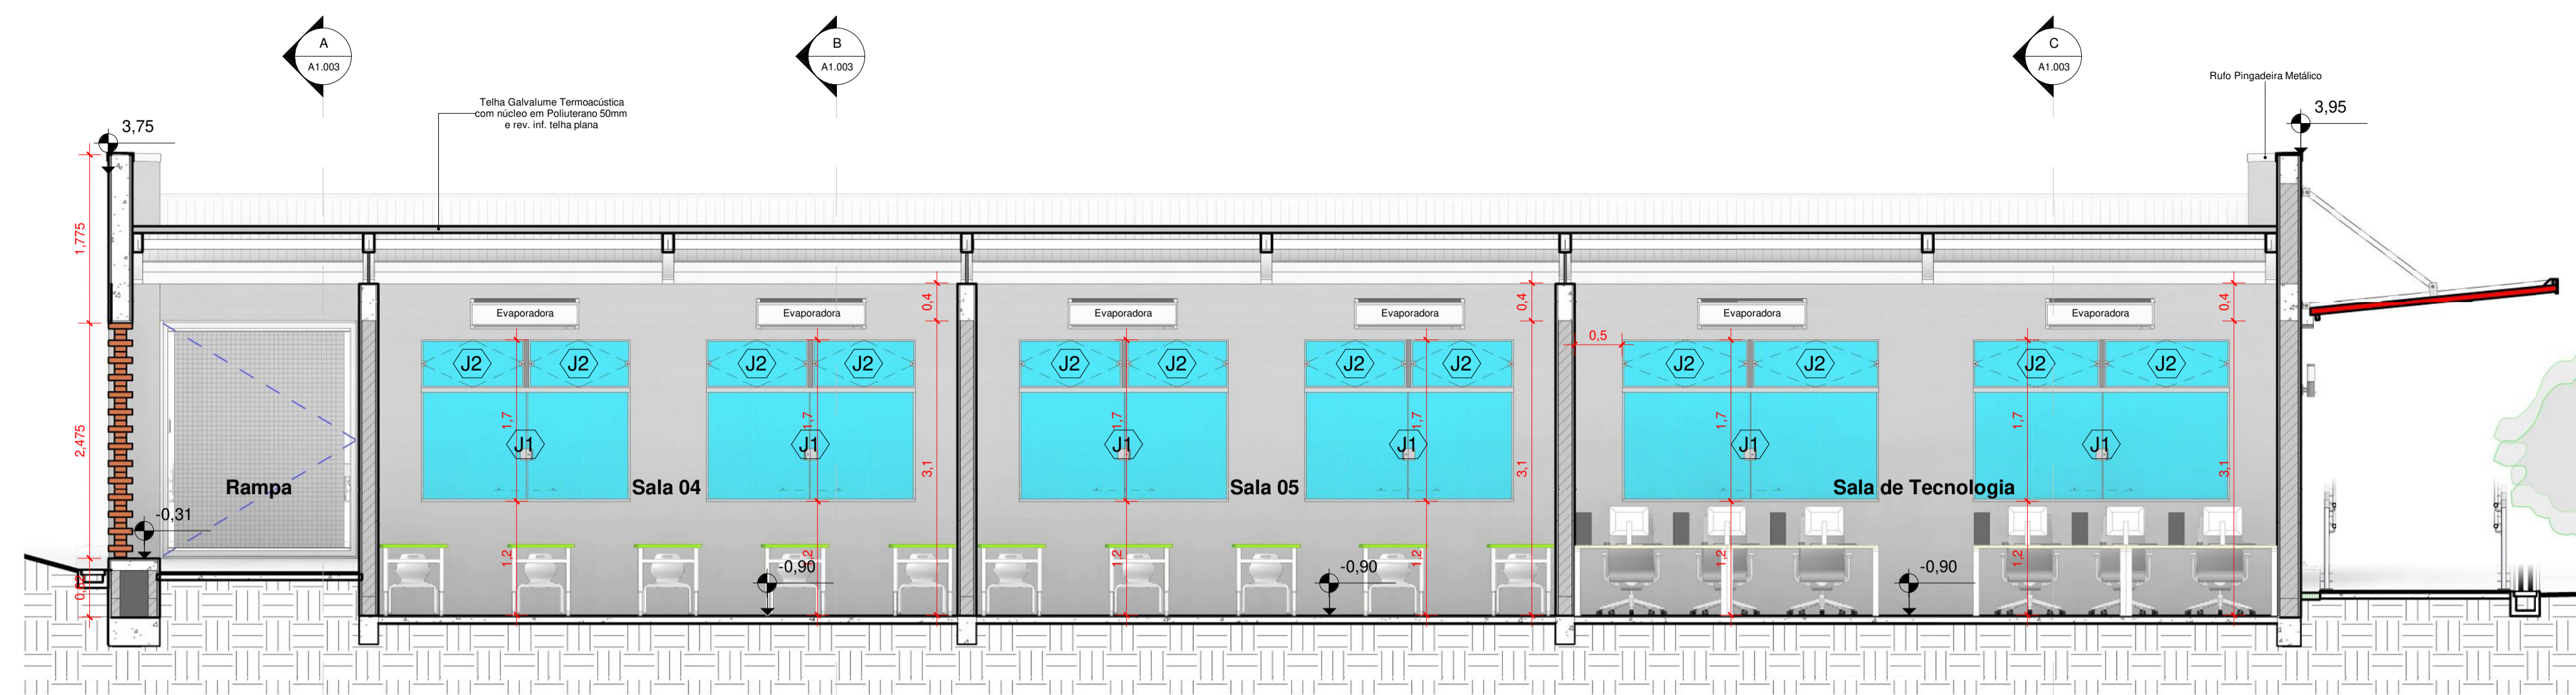 A
A1.003
B
A1.003
C
A1.003
Rufo Pingadeira Metálico
Telha Galvalume Termoacústica
com núcleo em Poliuterano 50mm
e rev. inf. telha plana
3,75
3,95
1,775
2,475
0,62
0,4
0,4
0,4
Evaporadora
Evaporadora
Evaporadora
Evaporadora
Evaporadora
Evaporadora
0,5
J2
J2
J2
J2
J2
J2
J2
J2
J2
J2
J2
J2
1,7
1,7
1,7
1,7
1,7
1,7
J1
J1
J1
J1
J1
J1
3,1
3,1
3,1
Rampa
Sala 04
Sala 05
Sala de Tecnologia
-0,31
1,2
1,2
1,2
1,2
1,2
1,2
-0,90
-0,90
-0,90